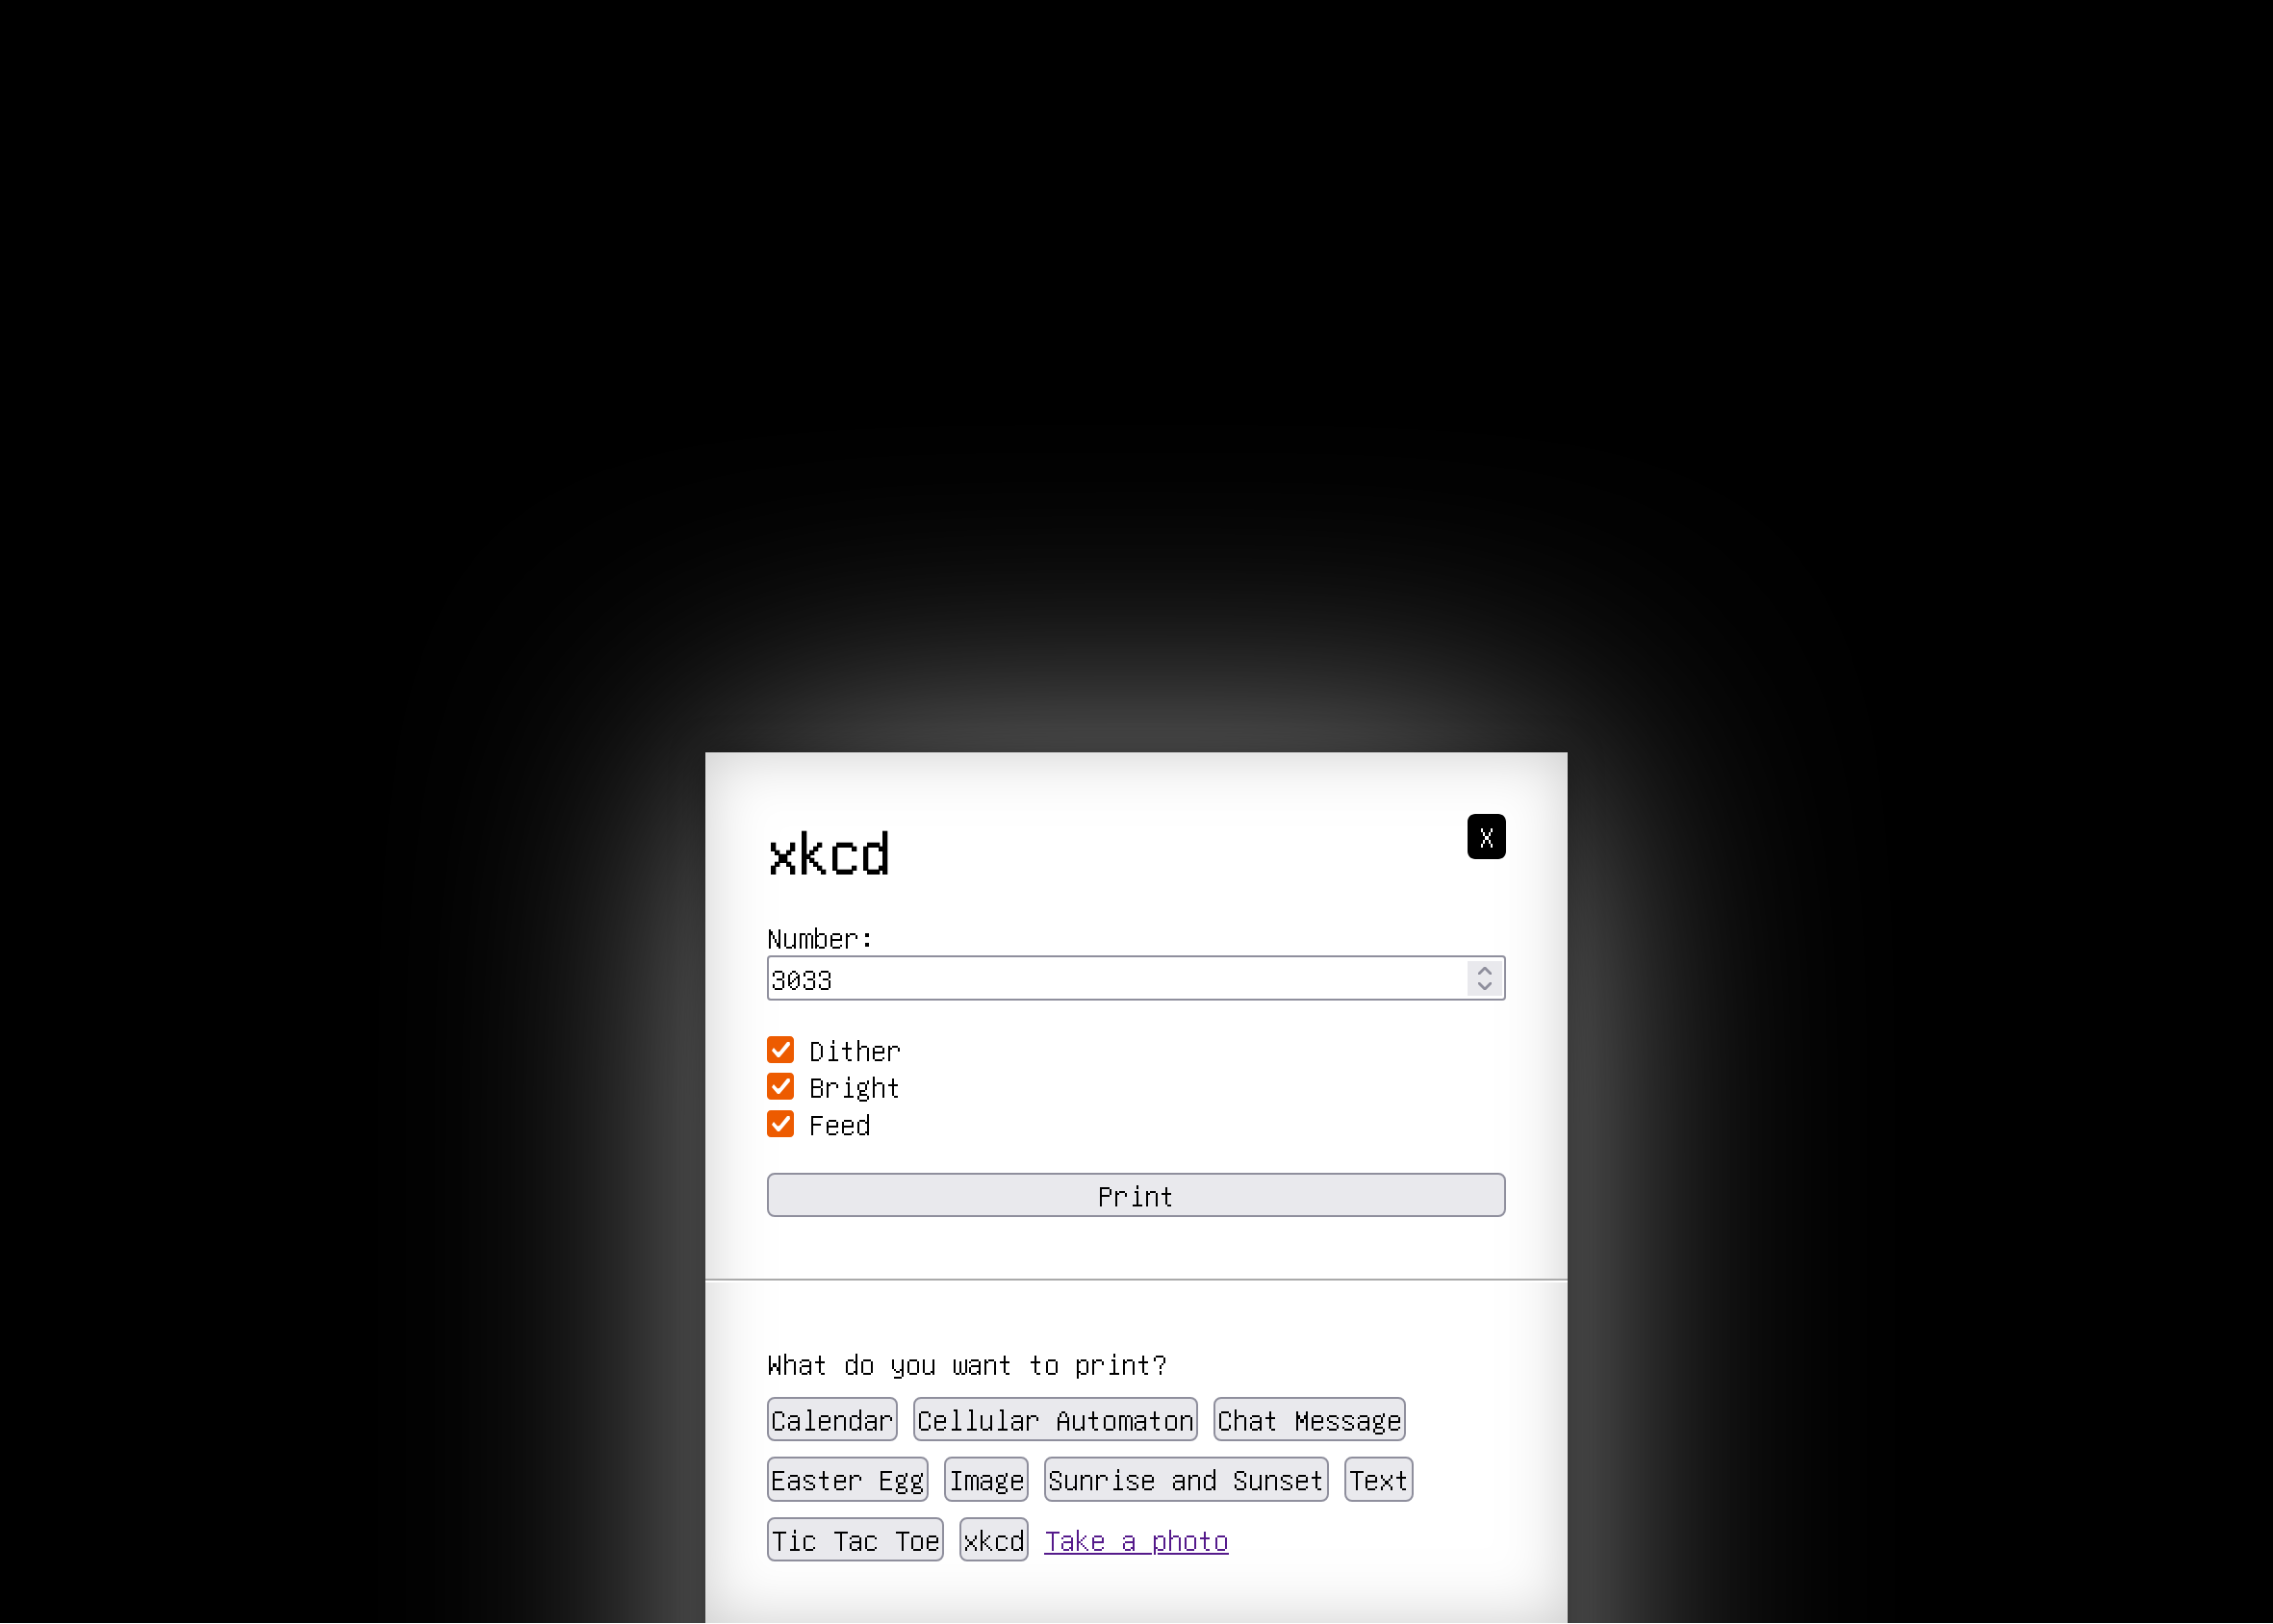 xkcd
X
Number:
3033
Dither
Bright
Feed
Print
What do you want to print?
Calendar Cellular Automaton Chat Message
Easter Egg Image Sunrise and Sunset Text
Tic Tac Toe xkcd Take a photo